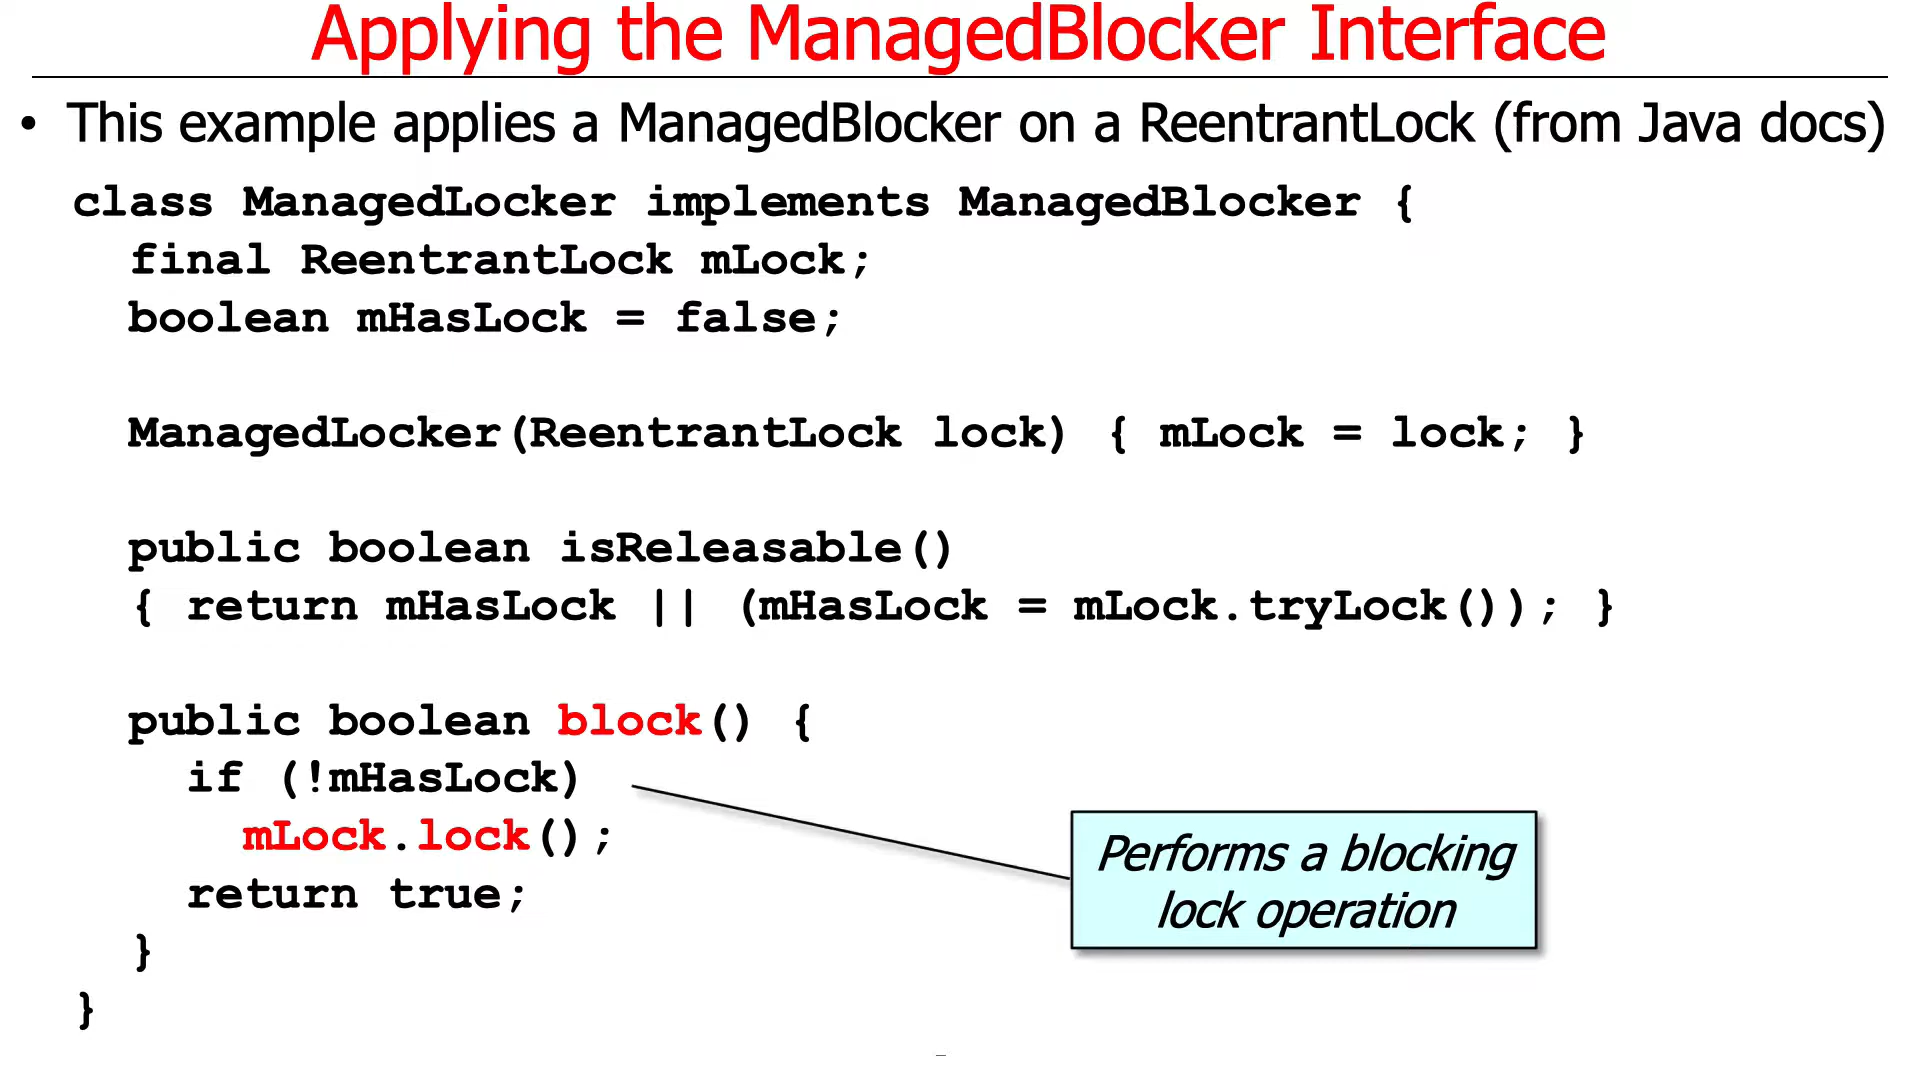 Applying the ManagedBlocker Interface
• This example applies a ManagedBlocker on a ReentrantLock (from Java docs)
class ManagedLocker implements ManagedBlocker {
final ReentrantLock mLock;
boolean mHasLock = false;
ManagedLocker(ReentrantLock lock) { mLock = lock; }
public boolean isReleasable()
{ return mHasLock || (mHasLock = mLock.tryLock()); }
public boolean block() {
if (!mHasLock)
mLock.lock();
return true;
}
}
Performs a blocking
lock operation